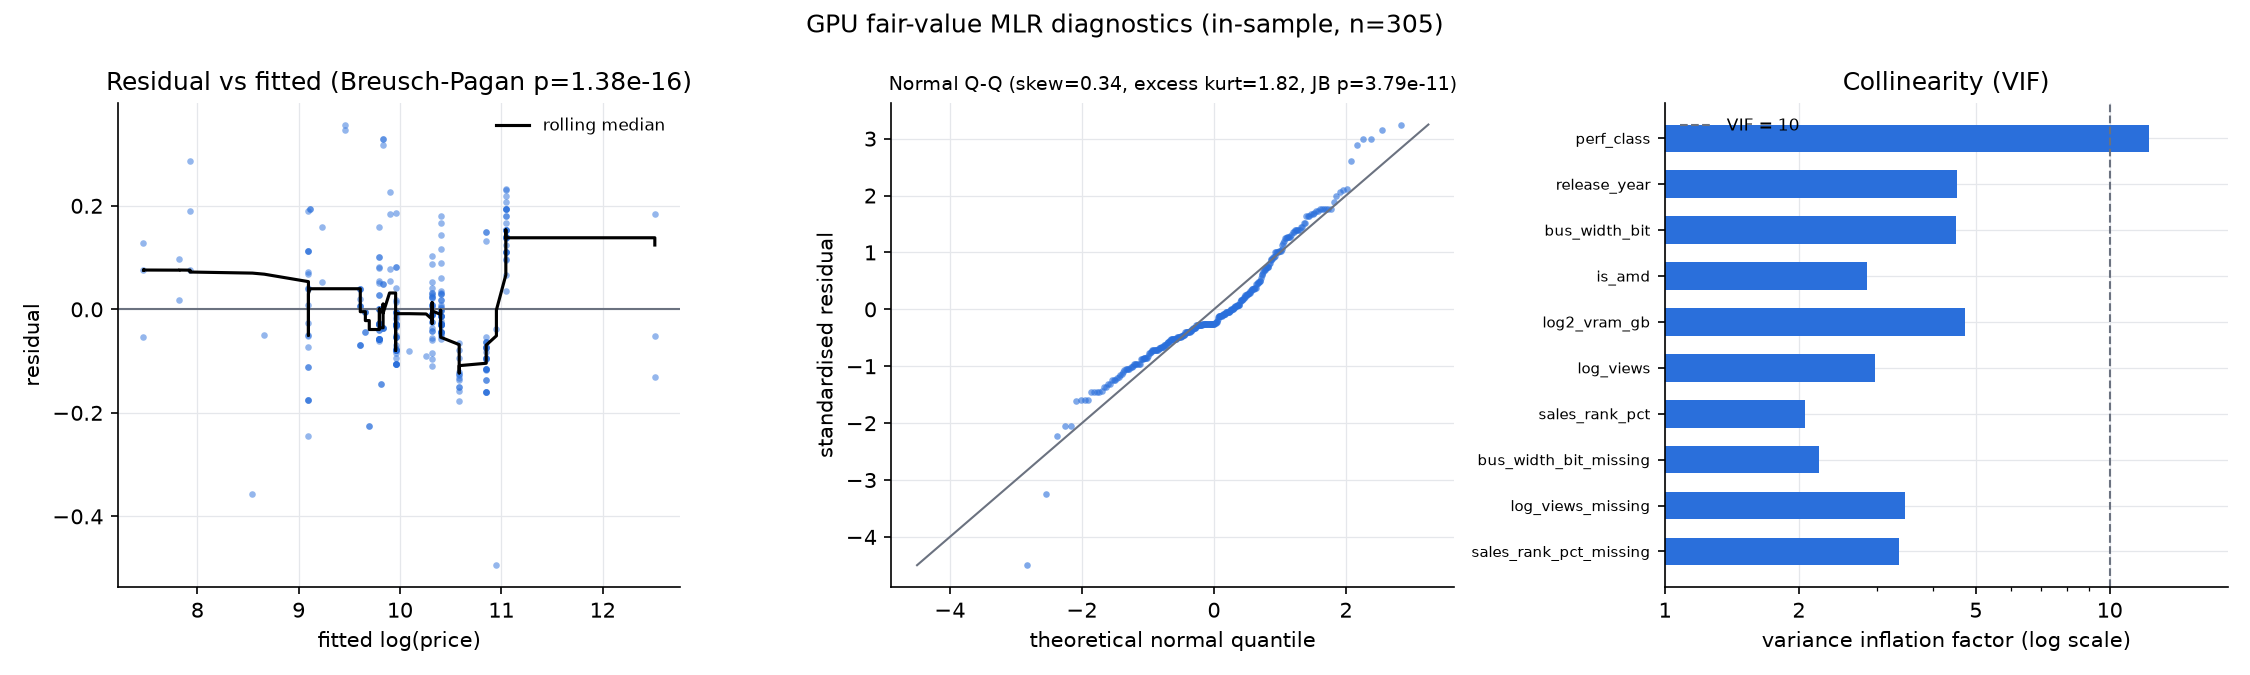 GPU fair-value MLR diagnostics (in-sample, n=305)
Residual vs fitted (Breusch-Pagan p=1.38e-16)
rolling median
residual
0.2
0.0
−0.2
−0.4
8
9
10
11
12
fitted log(price)
Normal Q-Q (skew=0.34, excess kurt=1.82, JB p=3.79e-11)
standardised residual
3
2
1
0
−1
−2
−3
−4
−4
−2
0
2
theoretical normal quantile
Collinearity (VIF)
VIF = 10
perf_class
release_year
bus_width_bit
is_amd
log2_vram_gb
log_views
sales_rank_pct
bus_width_bit_missing
log_views_missing
sales_rank_pct_missing
1
2
5
10
variance inflation factor (log scale)